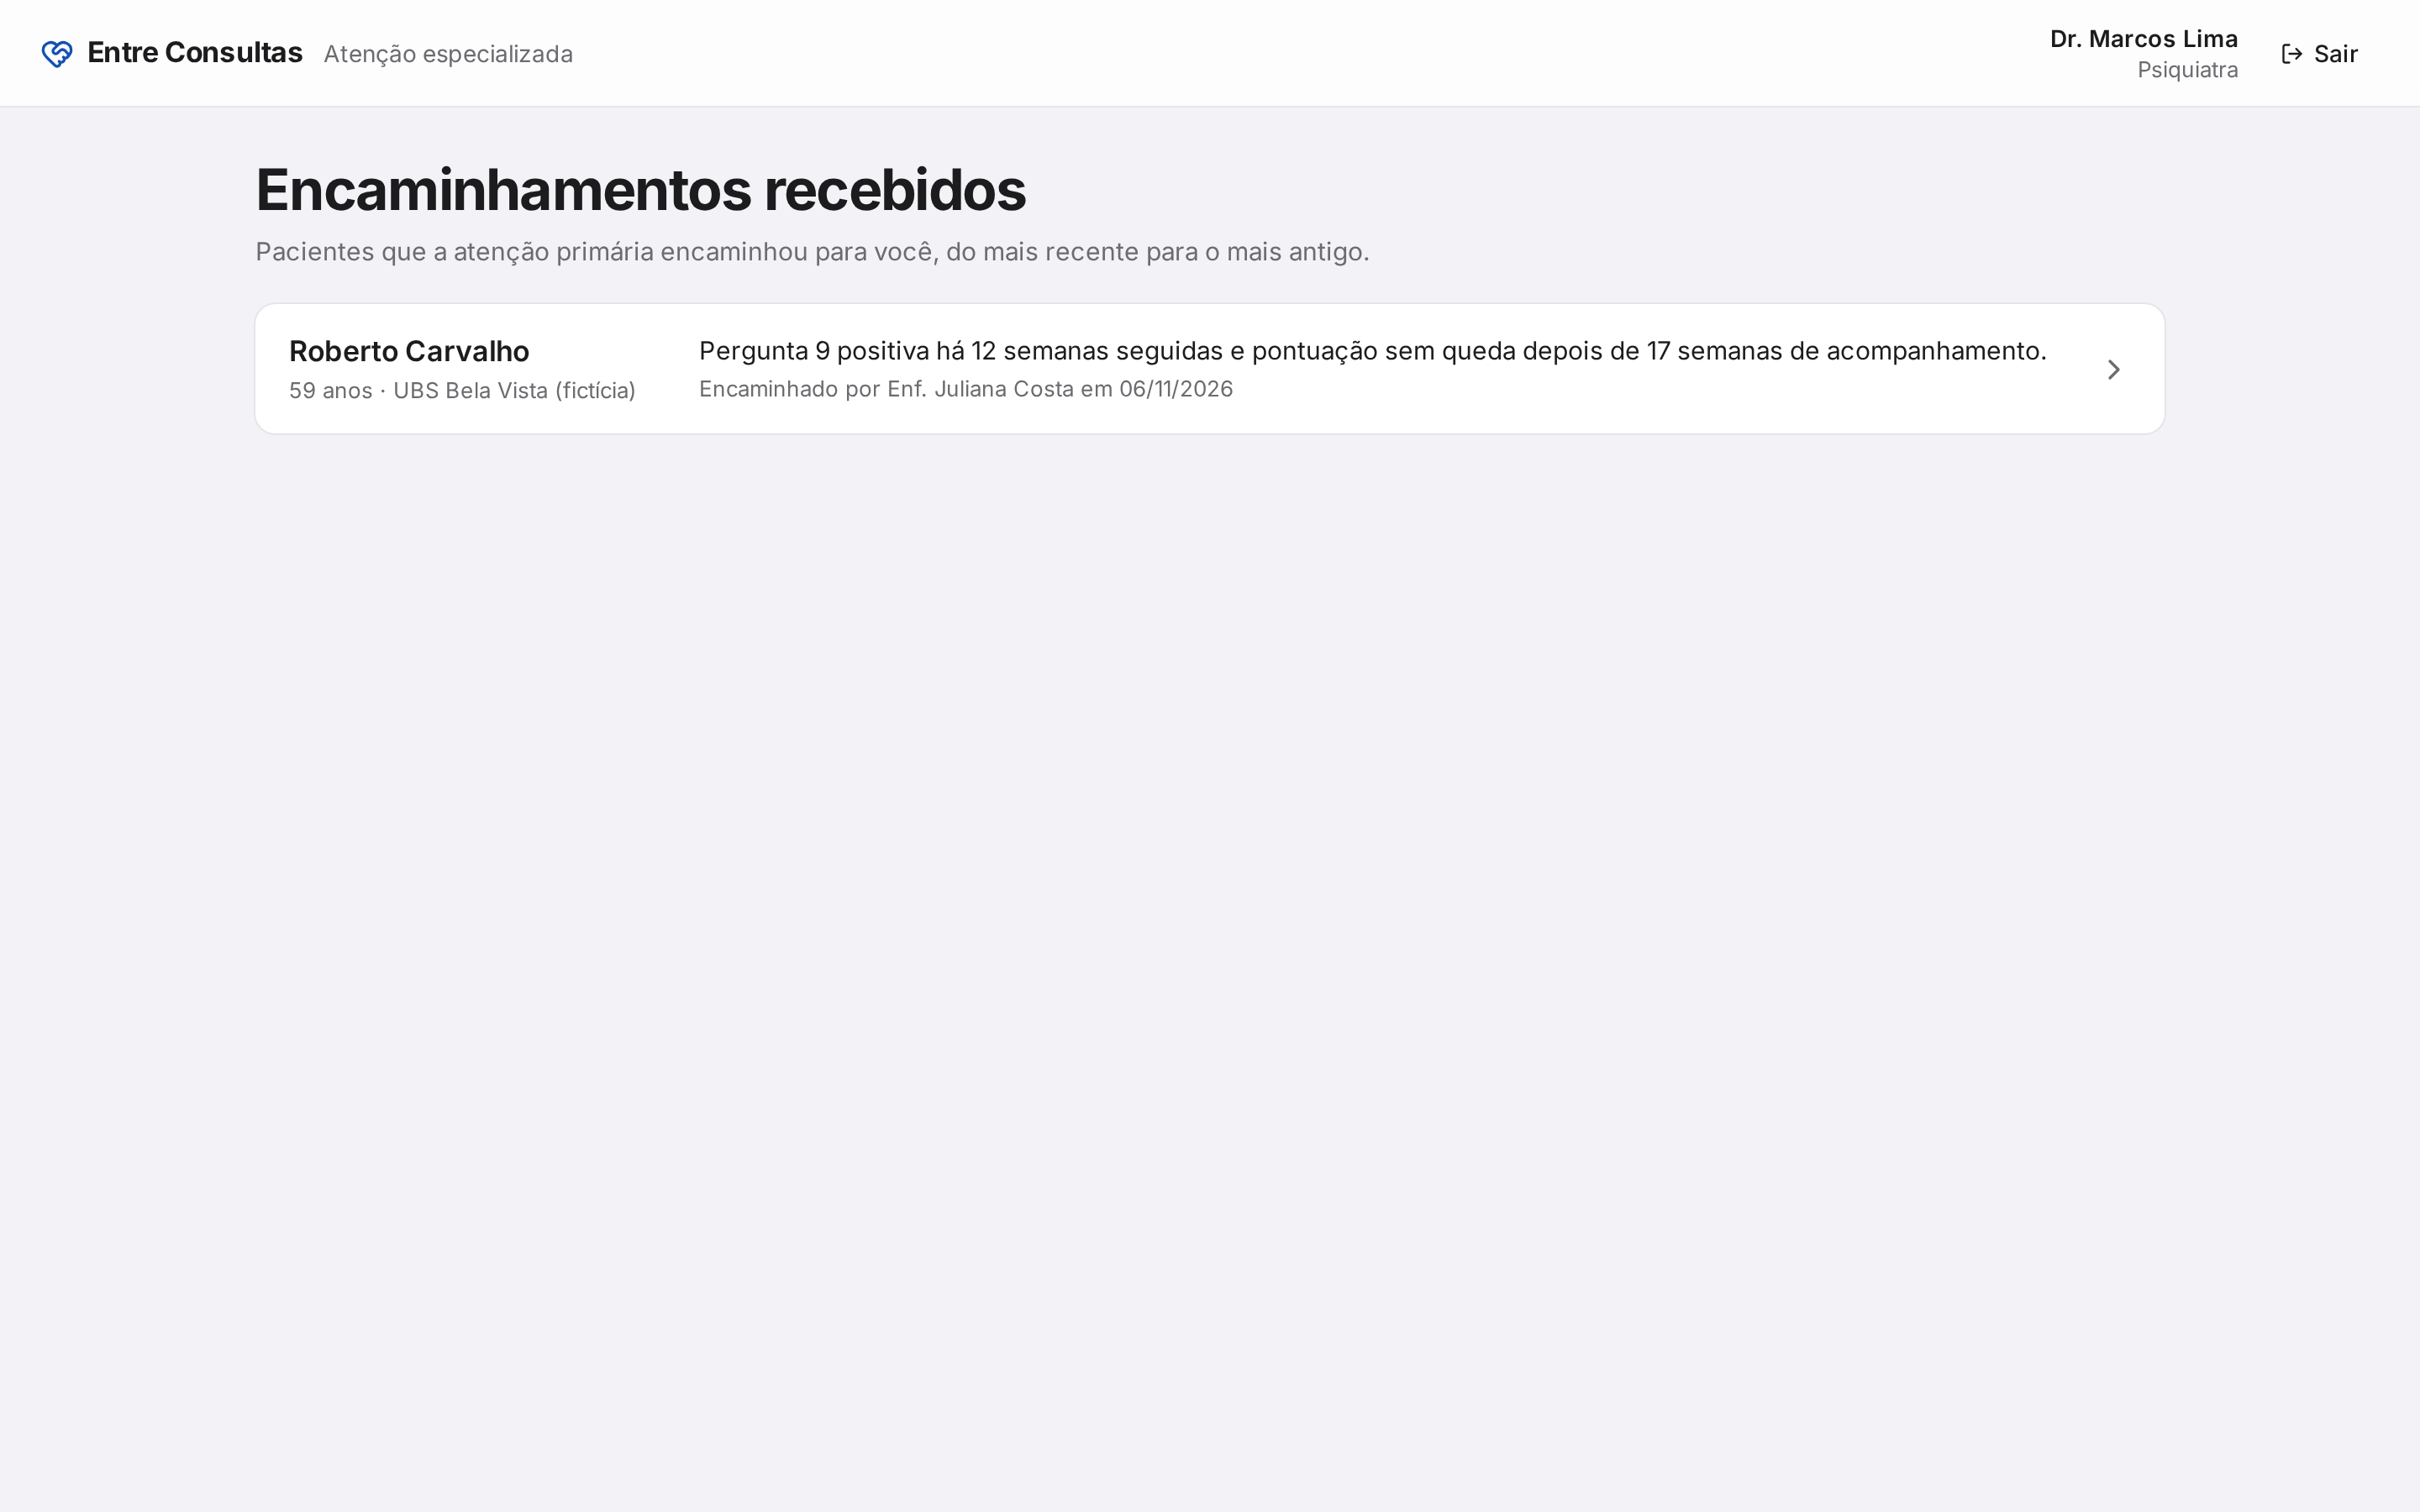 Entre Consultas Atenção especializada
Dr. Marcos Lima
Psiquiatra
Sair
Encaminhamentos recebidos
Pacientes que a atenção primária encaminhou para você, do mais recente para o mais antigo.
Roberto Carvalho
59 anos · UBS Bela Vista (fictícia)
Pergunta 9 positiva há 12 semanas seguidas e pontuação sem queda depois de 17 semanas de acompanhamento.
Encaminhado por Enf. Juliana Costa em 06/11/2026